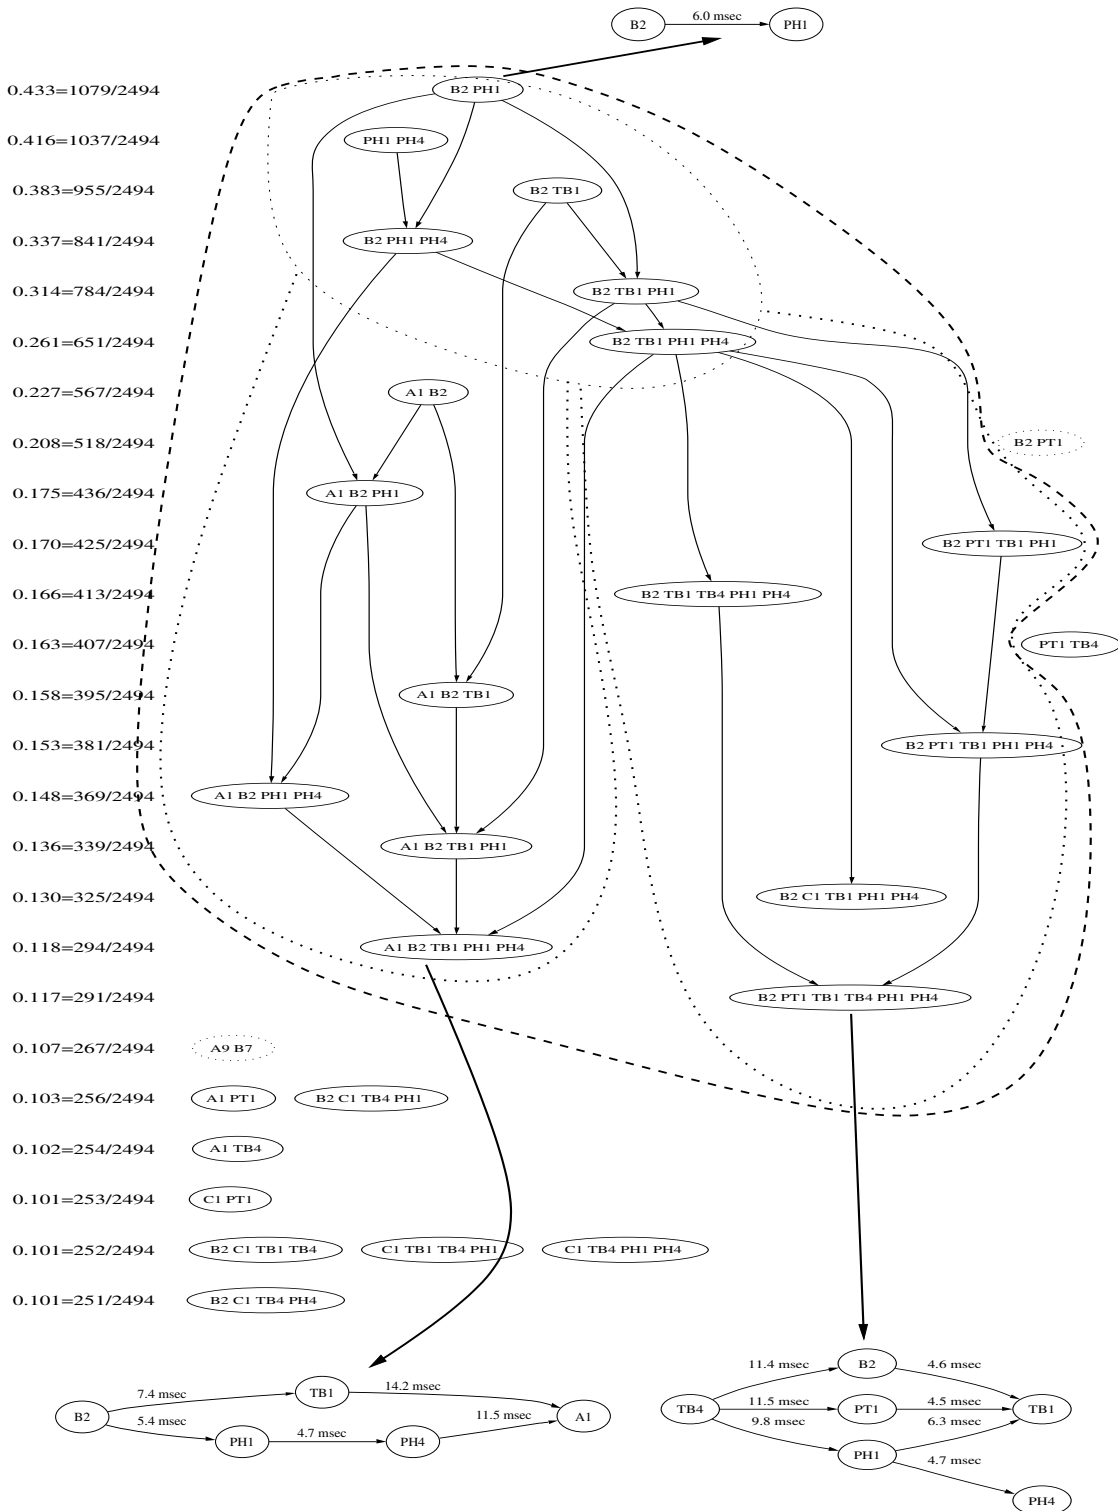 B2 6.0 msec PH1
0.433=1079/2494 B2 PH1
0.416=1037/2494 PH1 PH4
0.383=955/2494 B2 TB1
0.337=841/2494 B2 PH1 PH4
0.314=784/2494 B2 TB1 PH1
0.261=651/2494 B2 TB1 PH1 PH4
0.227=567/2494 A1 B2
0.208=518/2494 B2 PT1
0.175=436/2494 A1 B2 PH1
0.170=425/2494 B2 PT1 TB1 PH1
0.166=413/2494 B2 TB1 TB4 PH1 PH4
0.163=407/2494 PT1 TB4
0.158=395/2494 A1 B2 TB1
0.153=381/2494 B2 PT1 TB1 PH1 PH4
0.148=369/2494 A1 B2 PH1 PH4
0.136=339/2494 A1 B2 TB1 PH1
0.130=325/2494 B2 C1 TB1 PH1 PH4
0.118=294/2494 A1 B2 TB1 PH1 PH4
0.117=291/2494 B2 PT1 TB1 TB4 PH1 PH4
0.107=267/2494 A9 B7
0.103=256/2494 A1 PT1 B2 C1 TB4 PH1
0.102=254/2494 A1 TB4
0.101=253/2494 C1 PT1
0.101=252/2494 B2 C1 TB1 TB4 C1 TB1 TB4 PH1 C1 TB4 PH1 PH4
0.101=251/2494 B2 C1 TB4 PH4
11.4 msec B2 4.6 msec
7.4 msec TB1 14.2 msec
TB4 11.5 msec PT1 4.5 msec TB1
B2 5.4 msec 11.5 msec A1 9.8 msec 6.3 msec
PH1 4.7 msec PH4 PH1 4.7 msec
PH4